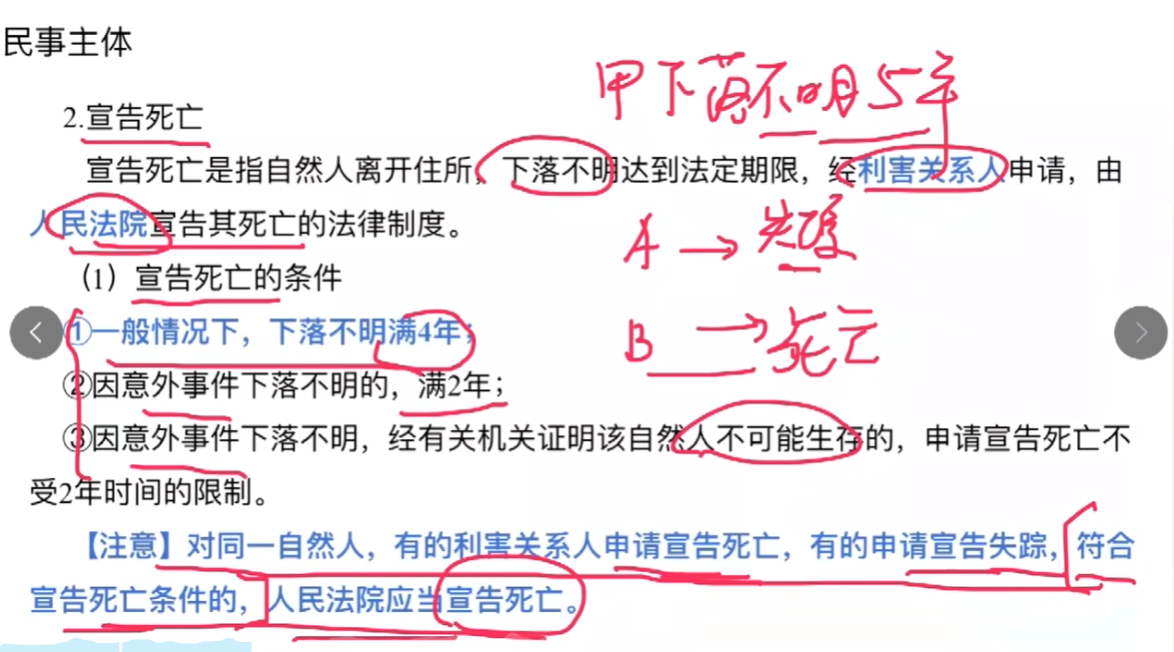 民事主体
甲下落不明5年
2.宣告死亡
宣告死亡是指自然人离开住所，下落不明达到法定期限，经利害关系人申请，由
人民法院宣告其死亡的法律制度。
A → 失踪
（1）宣告死亡的条件
①一般情况下，下落不明满4年；
B → 死亡
②因意外事件下落不明的，满2年；
③因意外事件下落不明，经有关机关证明该自然人不可能生存的，申请宣告死亡不
受2年时间的限制。
【注意】对同一自然人，有的利害关系人申请宣告死亡，有的申请宣告失踪，符合
宣告死亡条件的，人民法院应当宣告死亡。